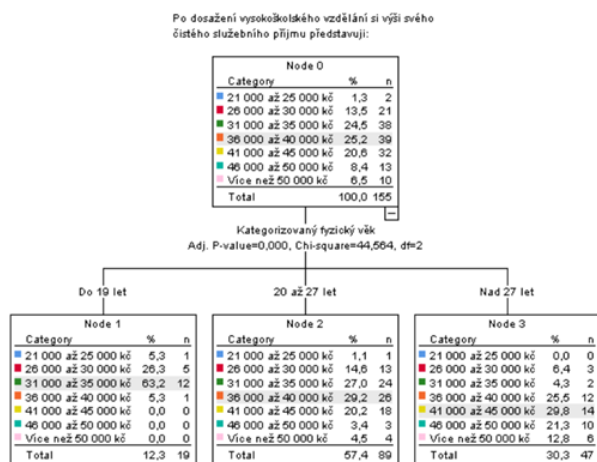 Po dosažení vysokoškolského vzdělání si výši svého
čistého služebního příjmu představuji:
Node 0
Category % n
21 000 až 25 000 kč 1,3 2
26 000 až 30 000 kč 13,5 21
31 000 až 35 000 kč 24,5 38
36 000 až 40 000 kč 25,2 39
41 000 až 45 000 kč 20,6 32
46 000 až 50 000 kč 8,4 13
Více než 50 000 kč 6,5 10
Total 100,0 155
Kategorizovaný fyzický věk
Adj. P-value=0,000, Chi-square=44,564, df=2
Do 19 let
Node 1
Category % n
21 000 až 25 000 kč 5,3 1
26 000 až 30 000 kč 26,3 5
31 000 až 35 000 kč 63,2 12
36 000 až 40 000 kč 5,3 1
41 000 až 45 000 kč 0,0 0
46 000 až 50 000 kč 0,0 0
Více než 50 000 kč 0,0 0
Total 12,3 19
20 až 27 let
Node 2
Category % n
21 000 až 25 000 kč 1,1 1
26 000 až 30 000 kč 14,6 13
31 000 až 35 000 kč 27,0 24
36 000 až 40 000 kč 29,2 26
41 000 až 45 000 kč 20,2 18
46 000 až 50 000 kč 3,4 3
Více než 50 000 kč 4,5 4
Total 57,4 89
Nad 27 let
Node 3
Category % n
21 000 až 25 000 kč 0,0 0
26 000 až 30 000 kč 6,4 3
31 000 až 35 000 kč 4,3 2
36 000 až 40 000 kč 25,5 12
41 000 až 45 000 kč 29,8 14
46 000 až 50 000 kč 21,3 10
Více než 50 000 kč 12,8 6
Total 30,3 47